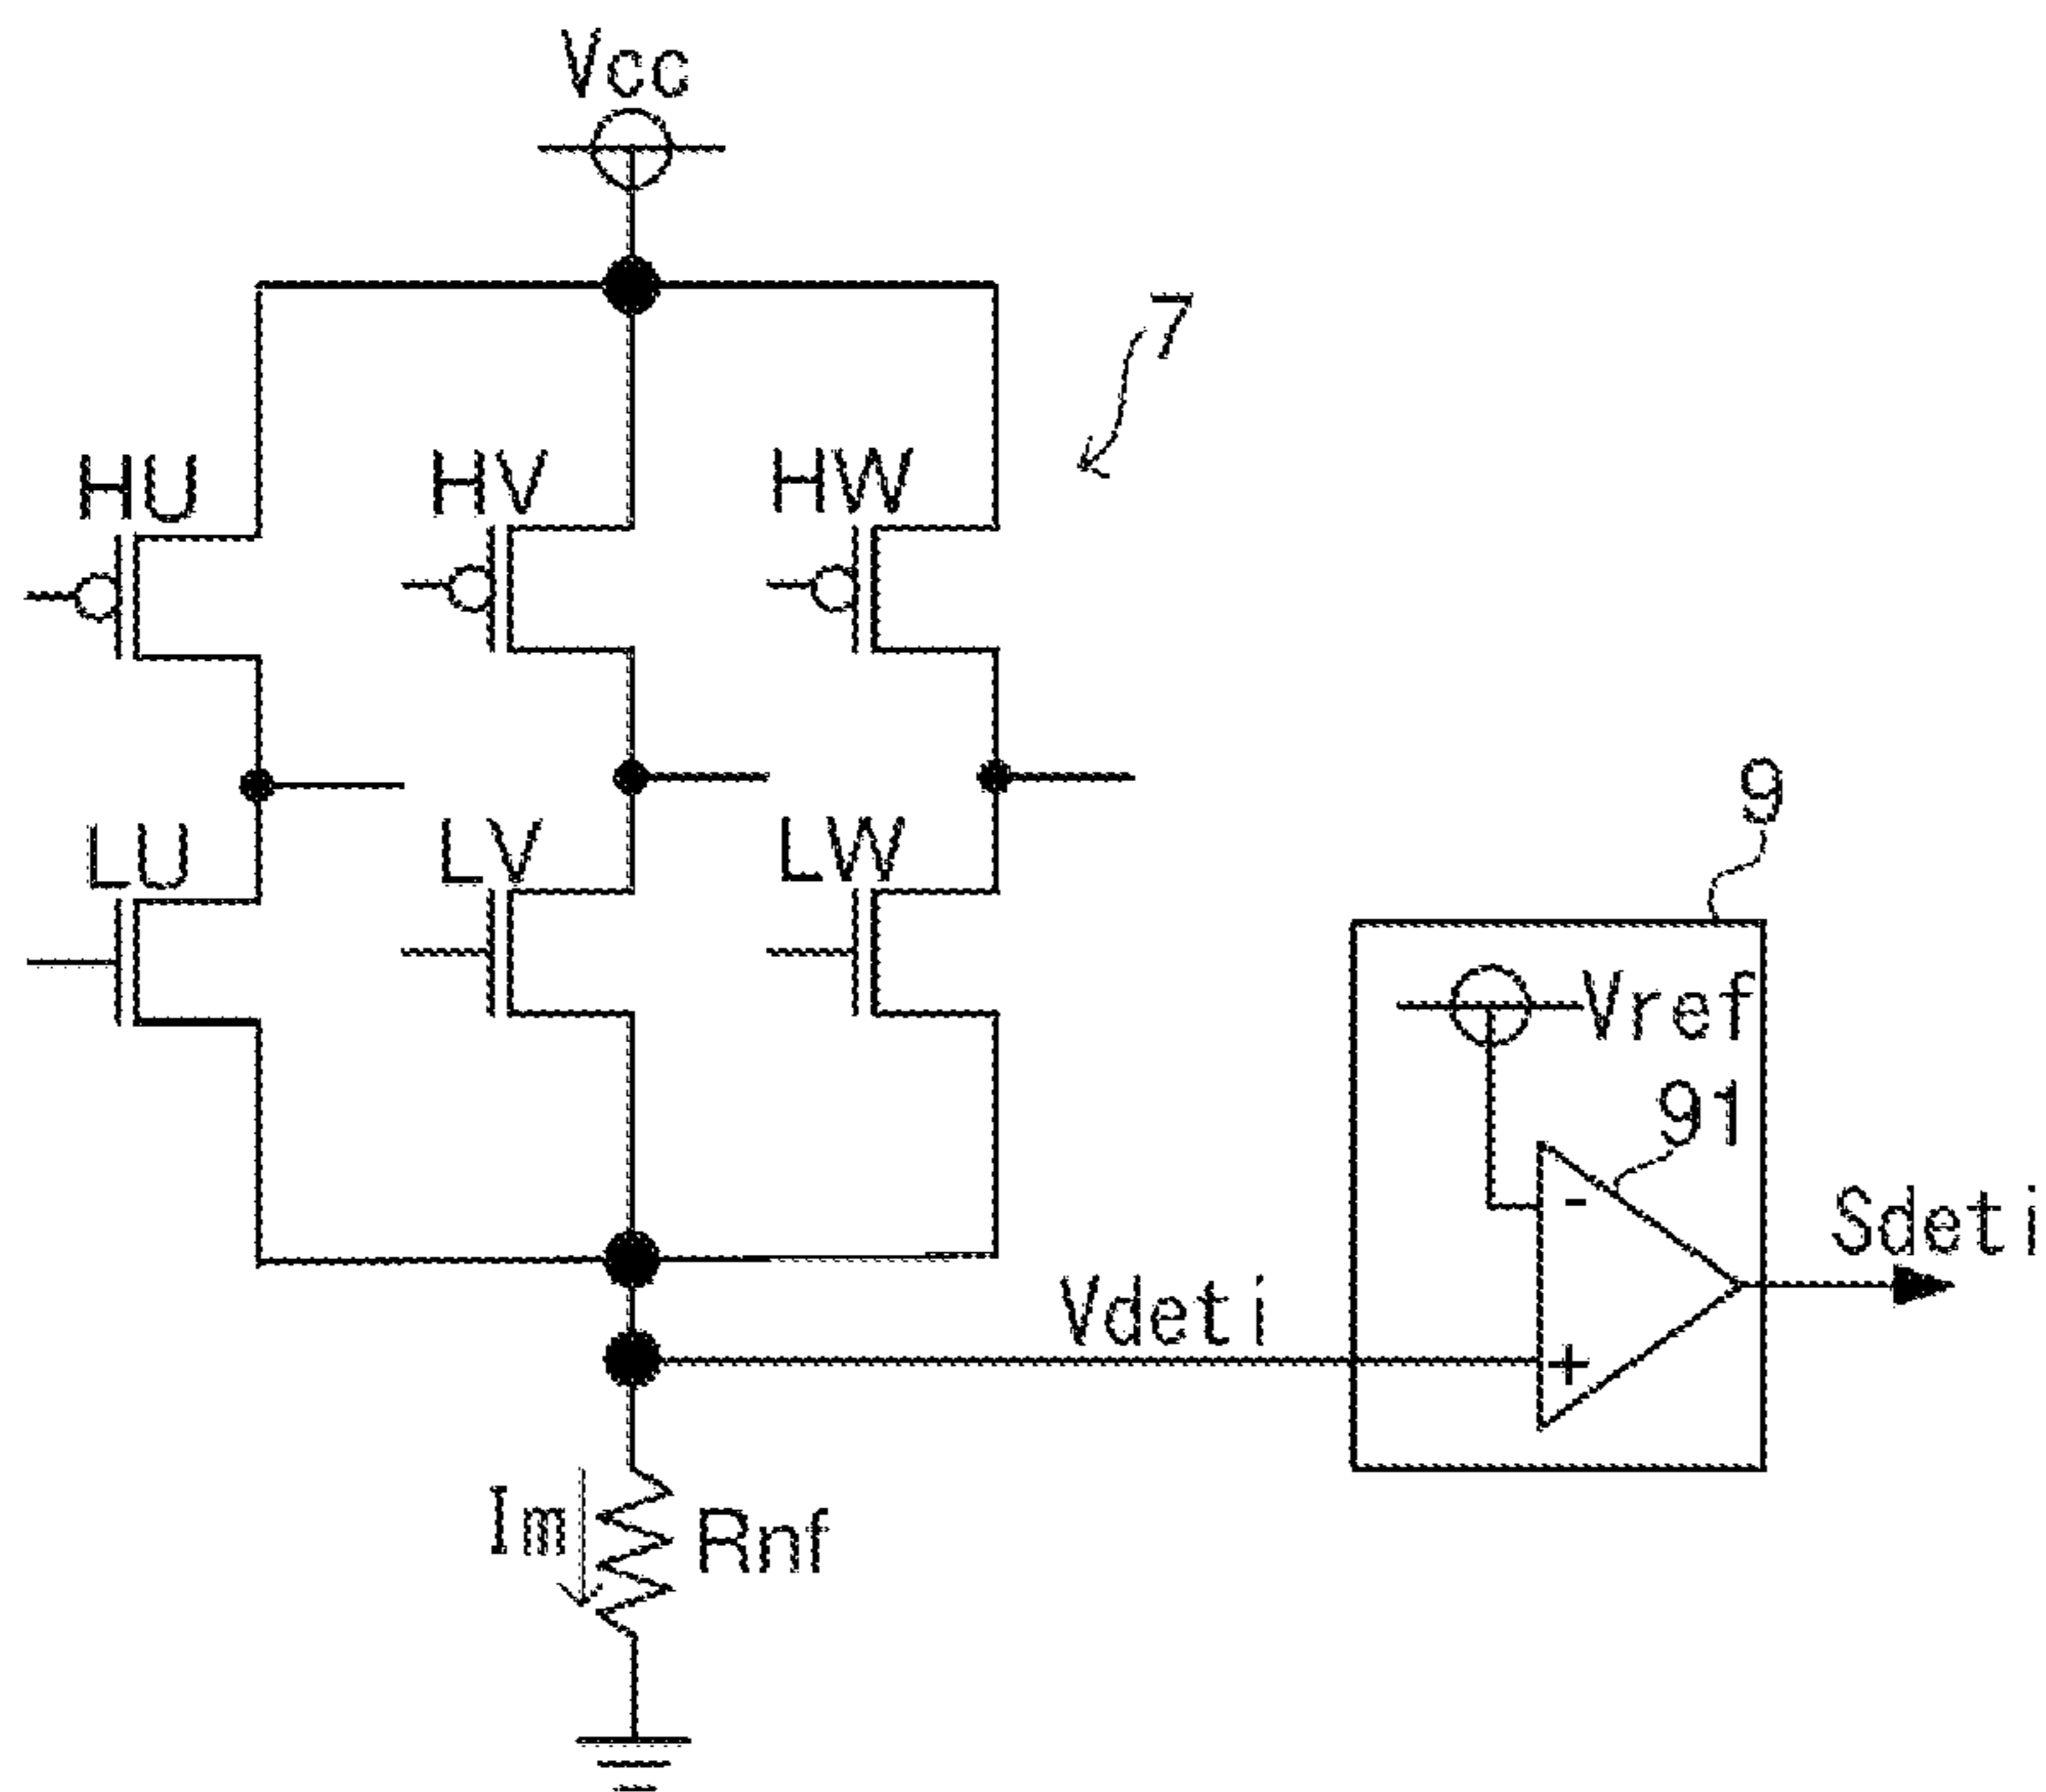 Vcc
7
HU
HV
HW
LU
LV
LW
9
Vref
91
-
Sdeti
Vdeti
+
Im
Rnf